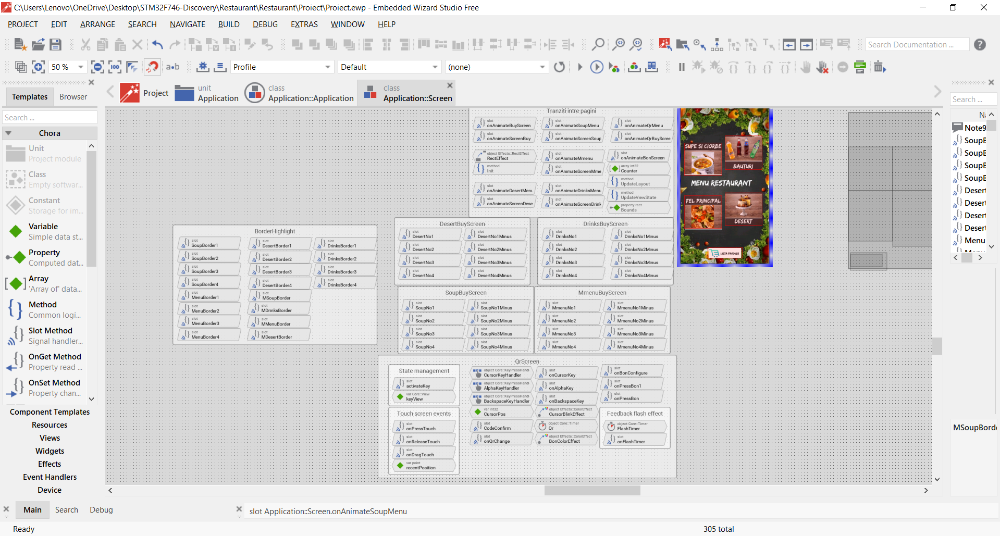 C:\Users\Lenovo\OneDrive\Desktop\STM32F746-Discovery\Restaurant\Restaurant\Proiect\Proiect.ewp - Embedded Wizard Studio Free
PROJECT EDIT ARRANGE SEARCH NAVIGATE BUILD DEBUG EXTRAS WINDOW HELP
Search Documentation ...
50 % 100 a•b Profile Default (none)
Templates Browser
Project
unit
Application
class
Application::Application
class
Application::Screen
Search ...
Chora
Unit
Project module
Class
Empty softwar...
Constant
Storage for im...
Variable
Simple data st...
Property
Computed dat...
Array
'Array of' data...
Method
Common logi...
Slot Method
Signal handler...
OnGet Method
Property read ...
OnSet Method
Property chan...
Component Templates
Resources
Views
Widgets
Effects
Event Handlers
Device
Tranziti intre pagini
slot
onAnimateBuyScreen
slot
onAnimateSoupMenu
slot
onAnimateQrMenu
slot
onAnimateScreenBuy
slot
onAnimateScreenSoup
slot
onAnimateQrBuyScree
object Effects::RectEffect
RectEffect
slot
onAnimateMmenu
slot
onAnimateBonScreen
method
Init
slot
onAnimateScreenMme
array int32
Counter
method
UpdateLayout
slot
onAnimateDesertMenu
slot
onAnimateDrinksMenu
method
UpdateViewState
slot
onAnimateScreenDese
slot
onAnimateScreenDrink
property rect
Bounds
BorderHighlight
slot
SoupBorder1
slot
SoupBorder2
slot
SoupBorder3
slot
SoupBorder4
slot
MenuBorder1
slot
MenuBorder2
slot
MenuBorder3
slot
MenuBorder4
slot
DesertBorder1
slot
DesertBorder2
slot
DesertBorder3
slot
DesertBorder4
slot
MSoupBorder
slot
MDrinksBorder
slot
MMenuBorder
slot
MDesertBorder
slot
DrinksBorder1
slot
DrinksBorder2
slot
DrinksBorder3
slot
DrinksBorder4
DesertBuyScreen
slot
DesertNo1
slot
DesertNo1Minus
slot
DesertNo2
slot
DesertNo2Minus
slot
DesertNo3
slot
DesertNo3Minus
slot
DesertNo4
slot
DesertNo4Minus
DrinksBuyScreen
slot
DrinksNo1
slot
DrinksNo1Minus
slot
DrinksNo2
slot
DrinksNo2Minus
slot
DrinksNo3
slot
DrinksNo3Minus
slot
DrinksNo4
slot
DrinksNo4Minus
SoupBuyScreen
slot
SoupNo1
slot
SoupNo1Minus
slot
SoupNo2
slot
SoupNo2Minus
slot
SoupNo3
slot
SoupNo3Minus
slot
SoupNo4
slot
SoupNo4Minus
MmenuBuyScreen
slot
MmenuNo1
slot
MmenuNo1Minus
slot
MmenuNo2
slot
MmenuNo2Minus
slot
MmenuNo3
slot
MmenuNo3Minus
slot
MmenuNo4
slot
MmenuNo4Minus
QrScreen
State management
slot
activateKey
var Core::View
keyView
Touch screen events
slot
onPressTouch
slot
onReleaseTouch
slot
onDragTouch
var point
recentPosition
object Core::KeyPressHandl
CursorKeyHandler
object Core::KeyPressHandl
AlphaKeyHandler
object Core::KeyPressHandl
BackspaceKeyHandler
var int32
CursorPos
slot
CodeConfirm
slot
onQrChange
slot
onCursorKey
slot
onAlphaKey
slot
onBackspaceKey
object Effects::ColorEffect
CursorBlinkEffect
object Core::Timer
Qr
object Effects::ColorEffect
BonColorEffect
slot
onBonConfigure
slot
onPressBon1
slot
onPressBon
Feedback flash effect
object Core::Timer
FlashTimer
slot
onFlashTimer
SUPE SI CIORBE
BAUTURI
MENU RESTAURANT
FEL PRINCIPAL
DESERT
LISTA PRODUSE
Search ...
Note9
SoupB
SoupB
SoupB
SoupB
Desert
Desert
Desert
Desert
Menu
MSoupBorde
Main Search Debug
slot Application::Screen.onAnimateSoupMenu
Ready
305 total